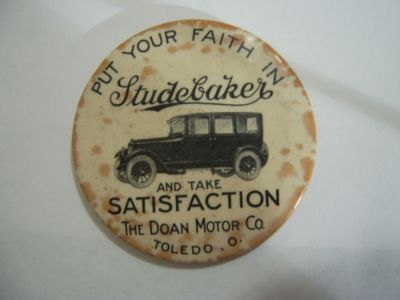 PUT YOUR FAITH IN
Studebaker
AND TAKE
SATISFACTION
THE DOAN MOTOR CO.
TOLEDO, O.